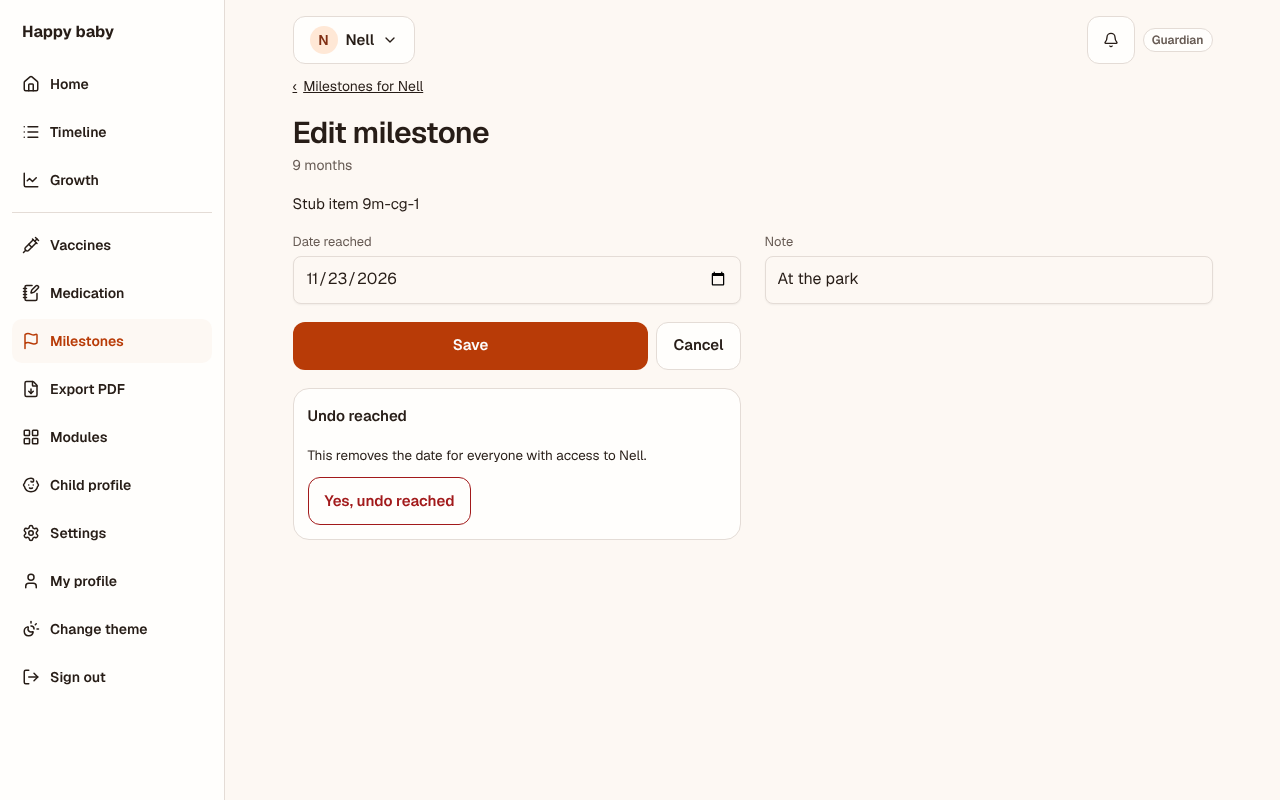 Happy baby
Home
Timeline
Growth
Vaccines
Medication
Milestones
Export PDF
Modules
Child profile
Settings
My profile
Change theme
Sign out
N Nell
Guardian
‹ Milestones for Nell
Edit milestone
9 months
Stub item 9m-cg-1
Date reached
11/23/2026
Note
At the park
Save
Cancel
Undo reached
This removes the date for everyone with access to Nell.
Yes, undo reached